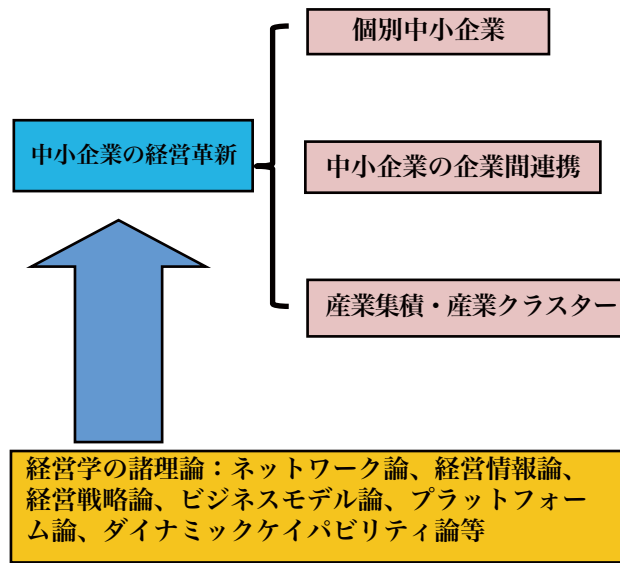 個別中小企業
中小企業の経営革新
中小企業の企業間連携
産業集積・産業クラスター
経営学の諸理論：ネットワーク論、経営情報論、
経営戦略論、ビジネスモデル論、プラットフォー
ム論、ダイナミックケイパビリティ論等